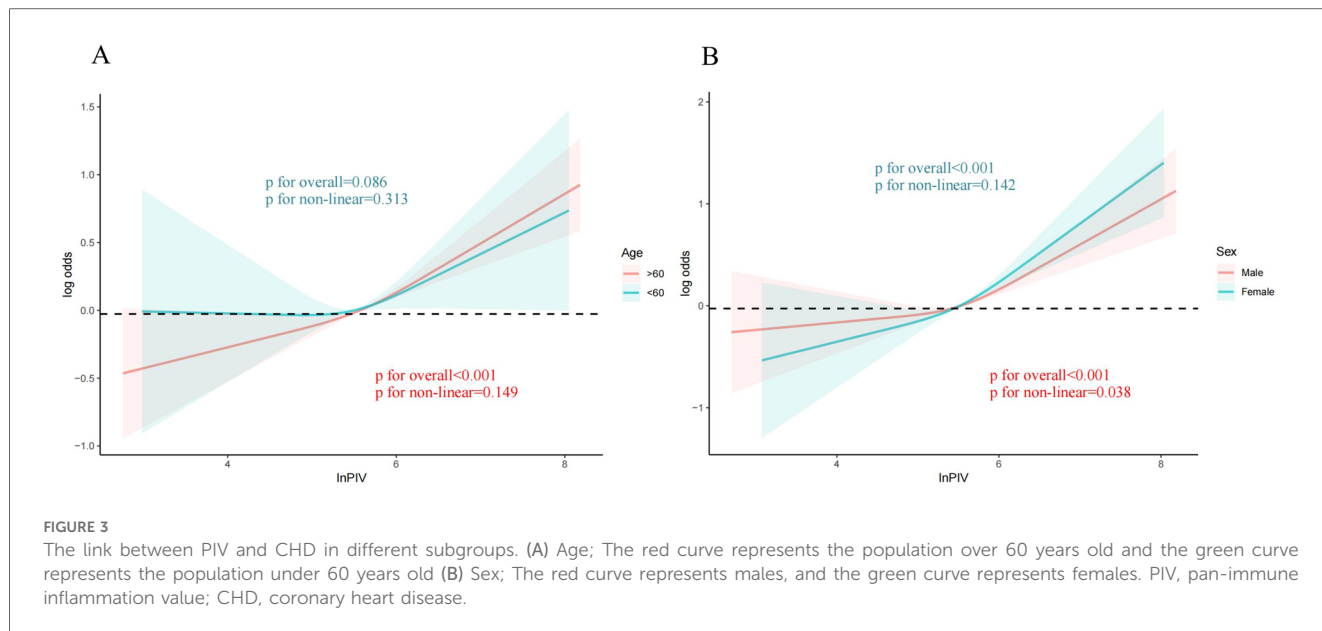 A
1.5
1.0
0.5
0.0
−0.5
−1.0
log odds
4
6
8
lnPIV
p for overall=0.086
p for non-linear=0.313
p for overall<0.001
p for non-linear=0.149
Age
>60
<60
B
2
1
0
−1
log odds
4
6
8
lnPIV
p for overall<0.001
p for non-linear=0.142
p for overall<0.001
p for non-linear=0.038
Sex
Male
Female
FIGURE 3
The link between PIV and CHD in different subgroups. (A) Age; The red curve represents the population over 60 years old and the green curve
represents the population under 60 years old (B) Sex; The red curve represents males, and the green curve represents females. PIV, pan-immune
inflammation value; CHD, coronary heart disease.